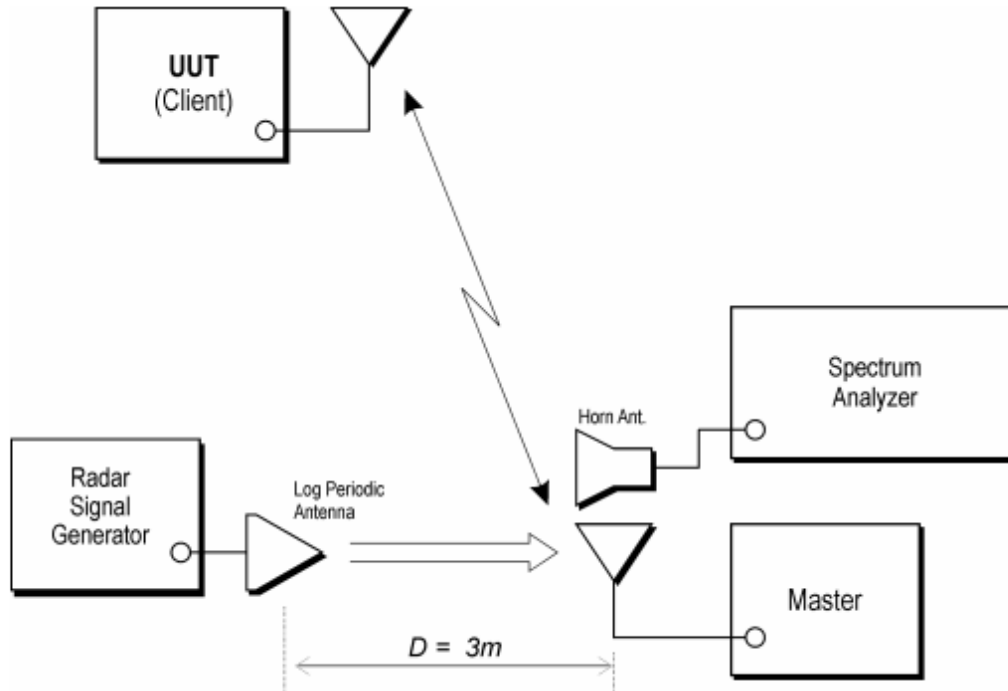 UUT
(Client)
Spectrum
Analyzer
Horn Ant.
Radar
Signal
Generator
Log Periodic
Antenna
Master
D = 3m